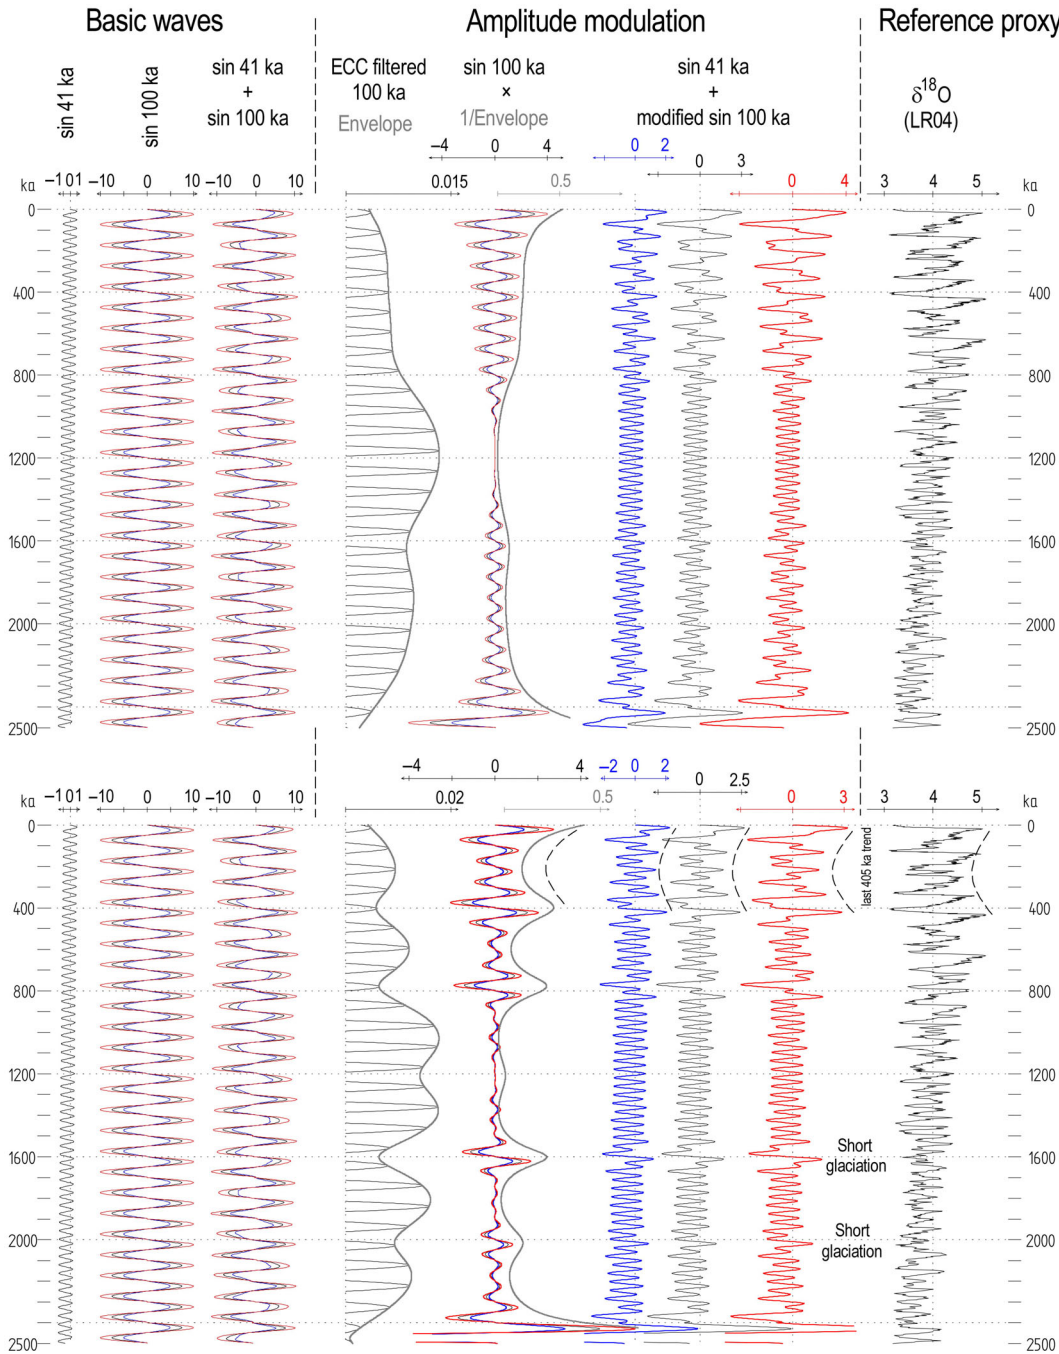 Basic waves
Amplitude modulation
Reference proxy
sin 41 ka
sin 100 ka
sin 41 ka
+
sin 100 ka
ECC filtered
100 ka
Envelope
sin 100 ka
×
1/Envelope
sin 41 ka
+
modified sin 100 ka
δ18O
(LR04)
−4 0 4
0 2
0 3
ka −101 −10 0 10 −10 0 10 0.015 0.5 0 4 3 4 5 ka
0 0
400 400
800 800
1200 1200
1600 1600
2000 2000
2500 2500
−4 0 4 −2 0 2
ka −101 −10 0 10 −10 0 10 0.02 0.5 0 2.5 0 3 3 4 5 ka
0 0
last 405 ka trend
400 400
800 800
1200 1200
Short
glaciation
1600 1600
Short
glaciation
2000 2000
2500 2500